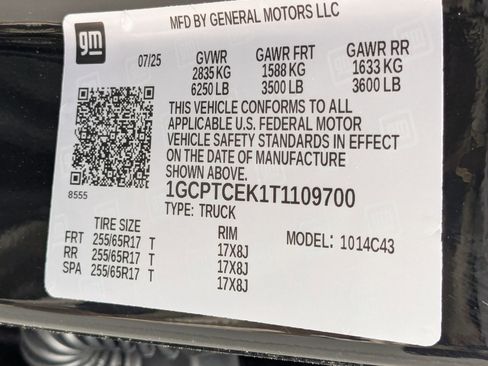 MFD BY GENERAL MOTORS LLC
gm
07/25 GVWR GAWR FRT GAWR RR
2835 KG 1588 KG 1633 KG
6250 LB 3500 LB 3600 LB
THIS VEHICLE CONFORMS TO ALL
APPLICABLE U.S. FEDERAL MOTOR
VEHICLE SAFETY STANDARDS IN EFFECT
ON THE DATE OF MANUFACTURE
8555
1GCPTCEK1T1109700
TYPE: TRUCK
TIRE SIZE RIM MODEL: 1014C43
FRT 255/65R17 T 17X8J
RR 255/65R17 T 17X8J
SPA 255/65R17 T 17X8J